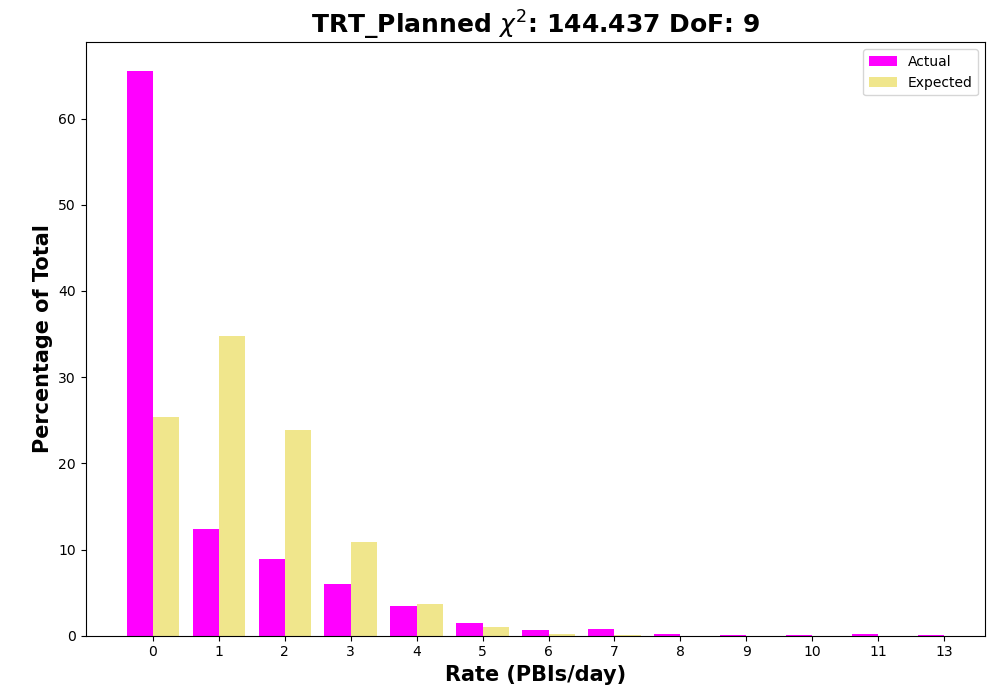 TRT_Planned χ²: 144.437 DoF: 9
Actual
Expected
Percentage of Total
60
50
40
30
20
10
0
0 1 2 3 4 5 6 7 8 9 10 11 13
Rate (PBIs/day)